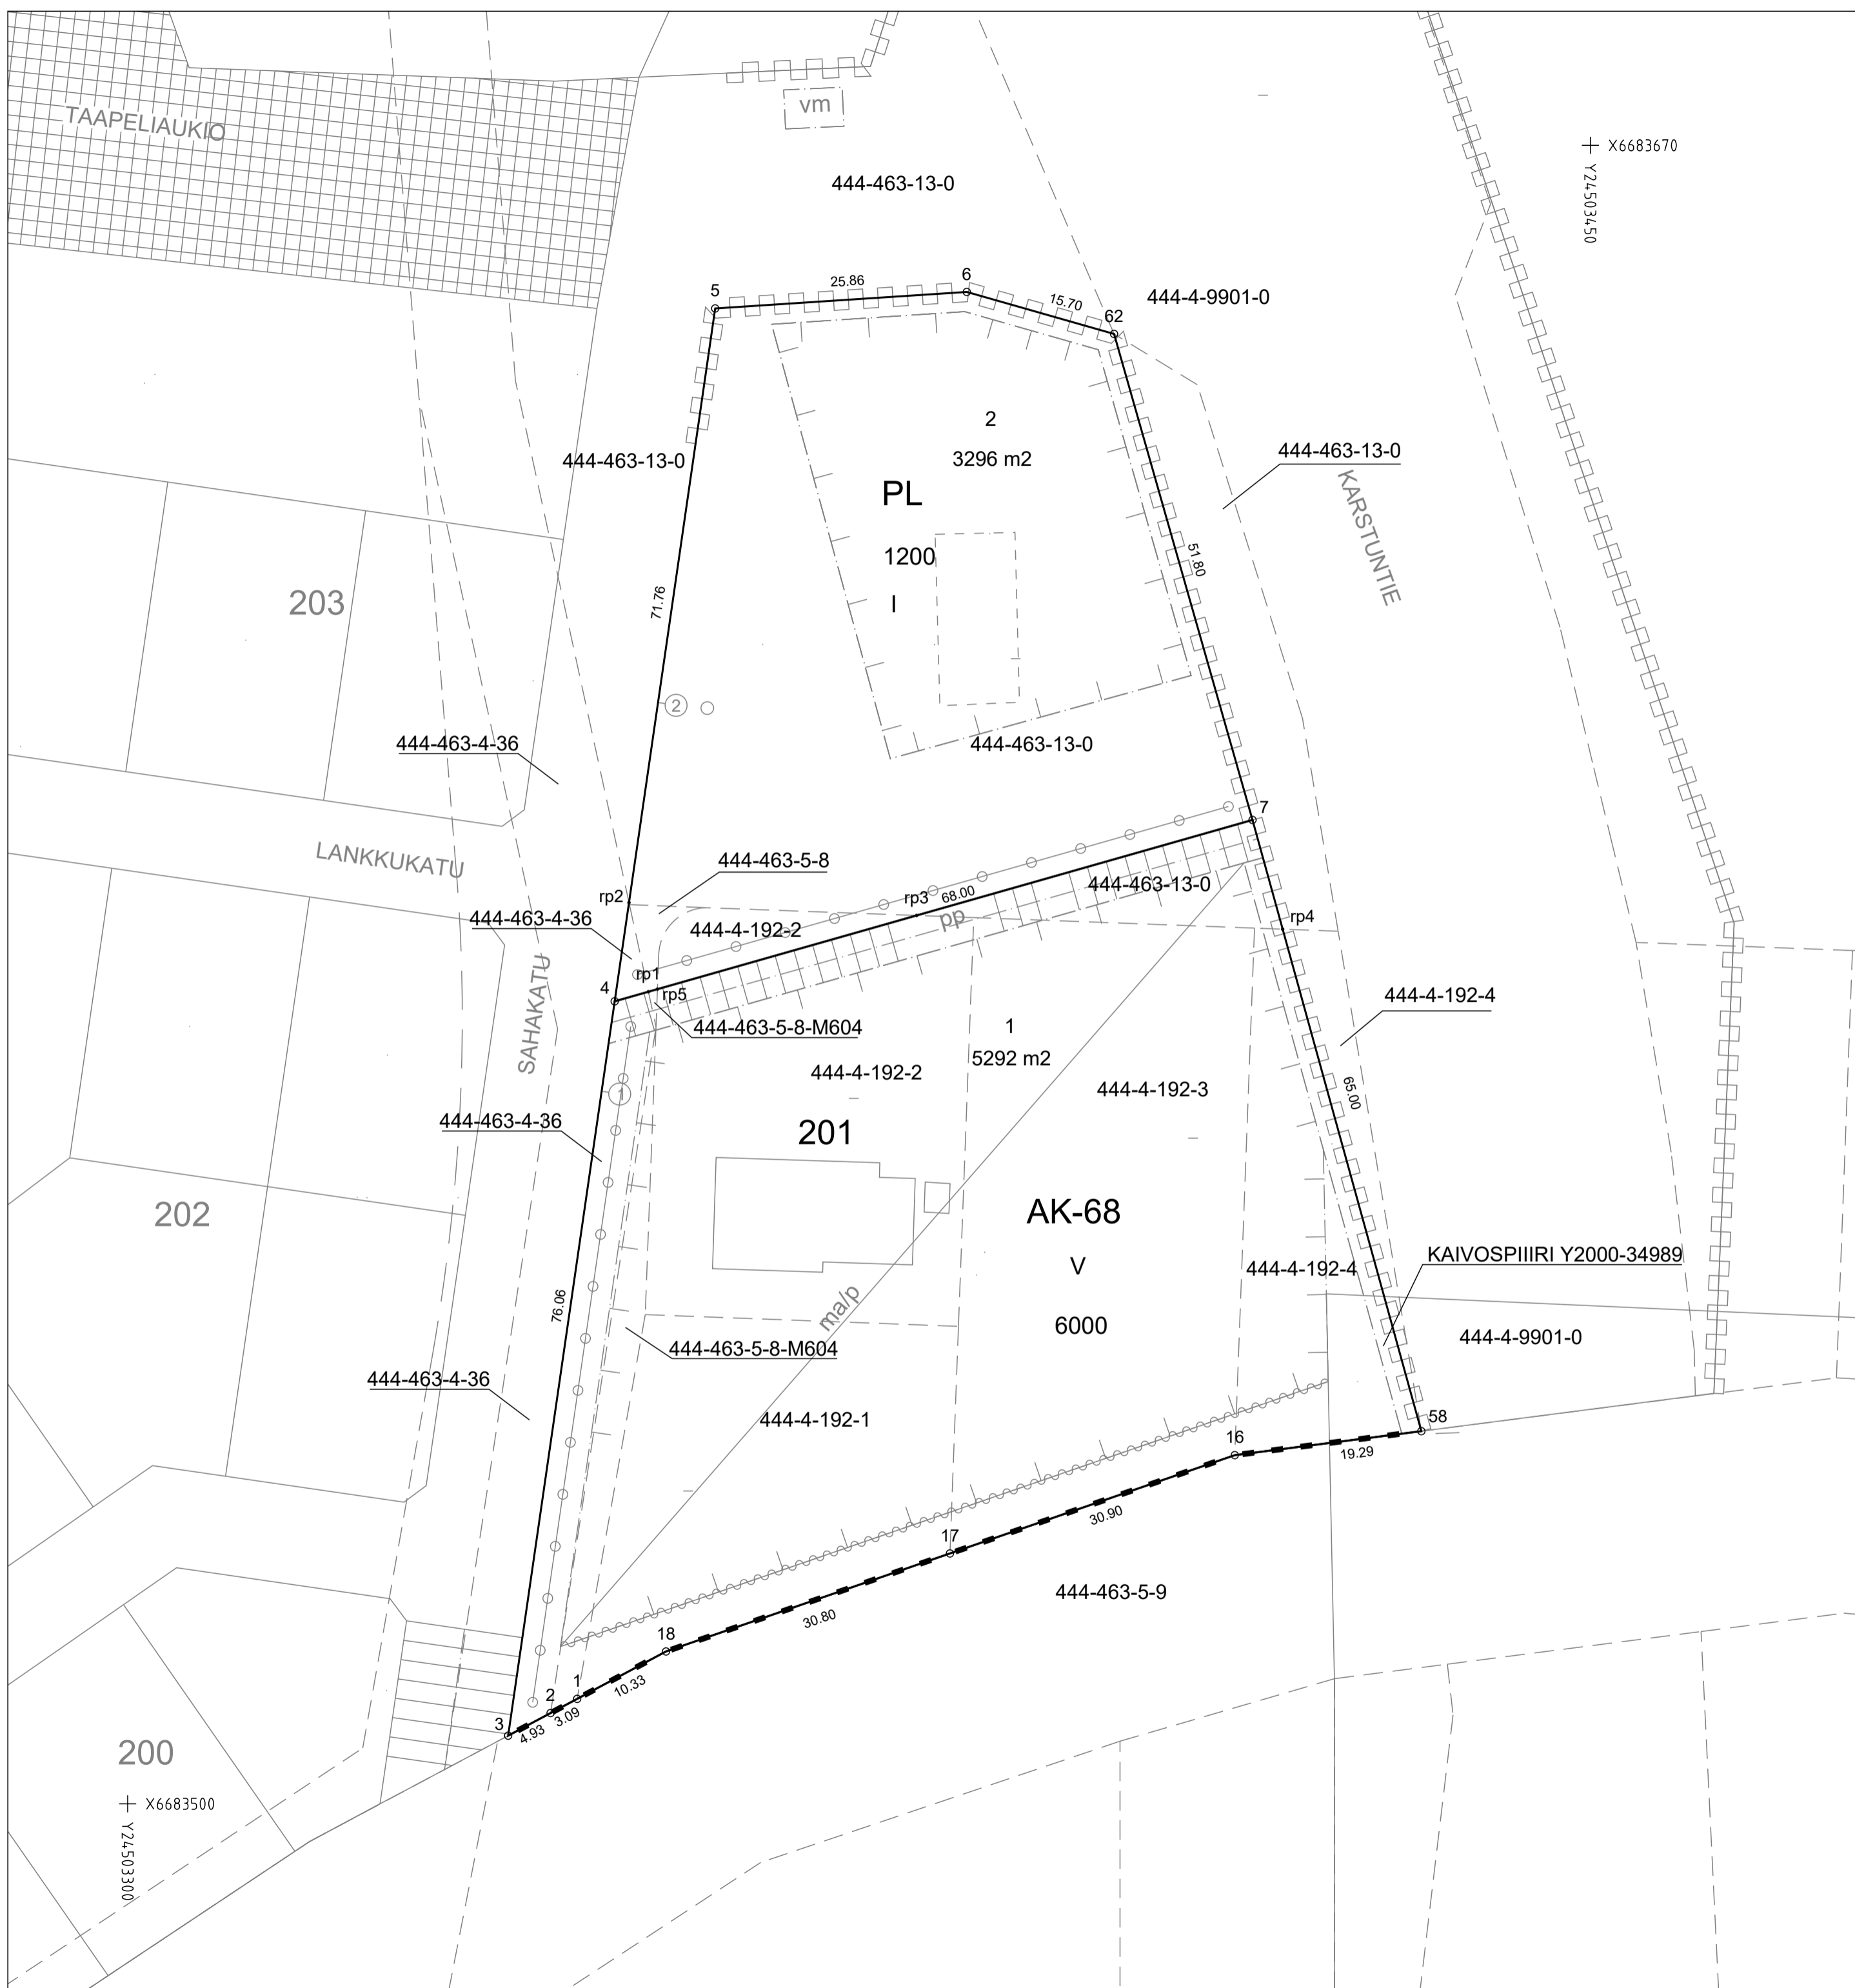 TAAPELIAUKIO
vm
X6683670
Y24503450
444-463-13-0
5
25.86
6
15.70
62
444-4-9901-0
2
3296 m2
444-463-13-0
444-463-13-0
KARSTUNTIE
PL
1200
I
51.80
203
71.76
2
444-463-4-36
444-463-13-0
7
LANKKUKATU
444-463-5-8
444-463-13-0
rp2
rp3
68.00
444-463-4-36
444-4-192-2
pp
rp4
SAHAKATU
rp1
4
rp5
444-4-192-4
444-463-5-8-M604
1
5292 m2
444-4-192-2
444-4-192-3
1
65.00
444-463-4-36
201
202
AK-68
V
KAIVOSPIIIRI Y2000-34989
444-4-192-4
76.06
ma/p
6000
444-4-9901-0
444-463-5-8-M604
444-463-4-36
444-4-192-1
58
16
19.29
30.90
17
444-463-5-9
30.80
18
1
10.33
2
3.09
3
4.93
200
X6683500
Y24503300